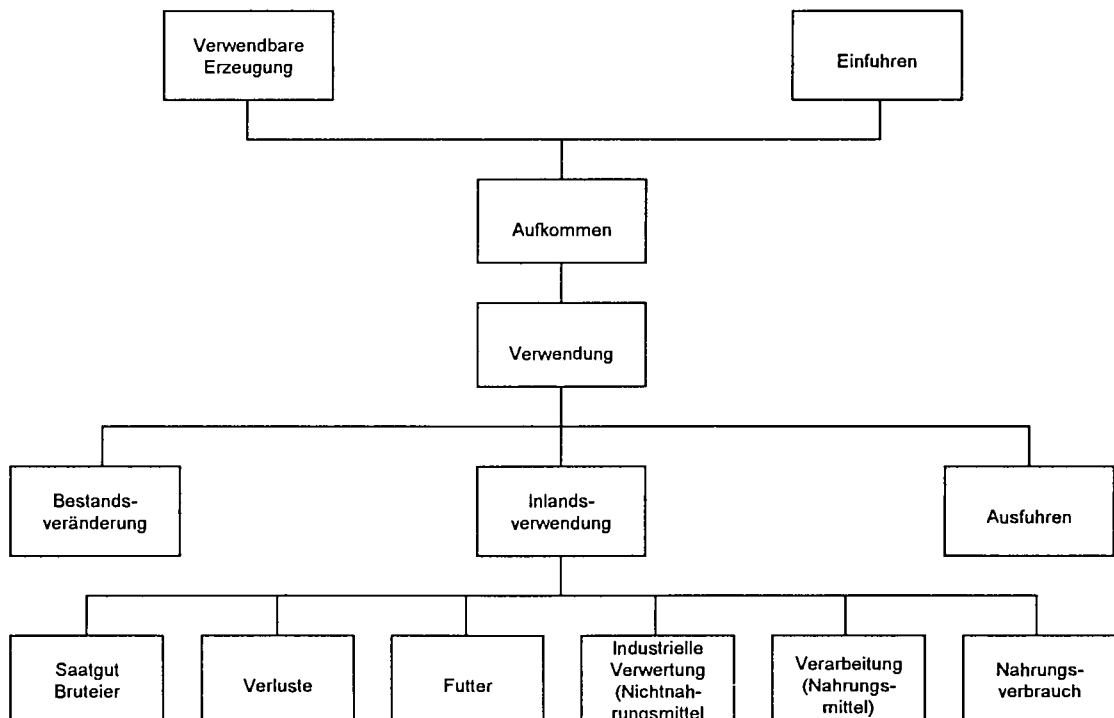 Verwendbare
Erzeugung
Einfuhren
Aufkommen
Verwendung
Bestands-
veränderung
Inlands-
verwendung
Ausfuhren
Saatgut
Bruteier
Verluste
Futter
Industrielle
Verwertung
(Nichtnah-
rungsmittel
Verarbeitung
(Nahrungs-
mittel)
Nahrungs-
verbrauch